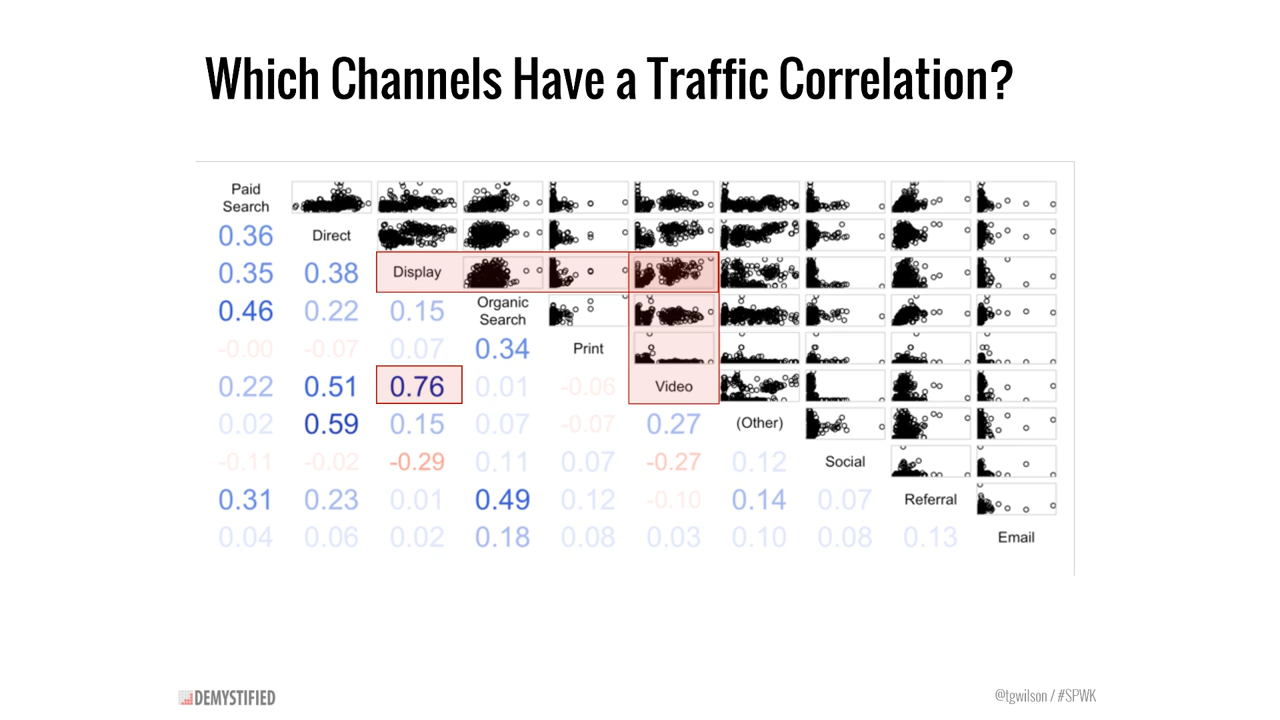 Which Channels Have a Traffic Correlation?
Paid
Search
0.36 Direct
0.35 0.38 Display
0.46 0.22 0.15 Organic
Search
-0.00 -0.07 0.07 0.34 Print
0.22 0.51 0.76 0.01 -0.06 Video
0.02 0.59 0.15 0.07 -0.07 0.27 (Other)
-0.11 -0.02 -0.29 0.11 0.07 -0.27 0.12 Social
0.31 0.23 0.01 0.49 0.12 -0.10 0.14 0.07 Referral
0.04 0.06 0.02 0.18 0.08 0.03 0.10 0.08 0.13 Email
DEMYSTIFIED
@tgwilson / #SPWK